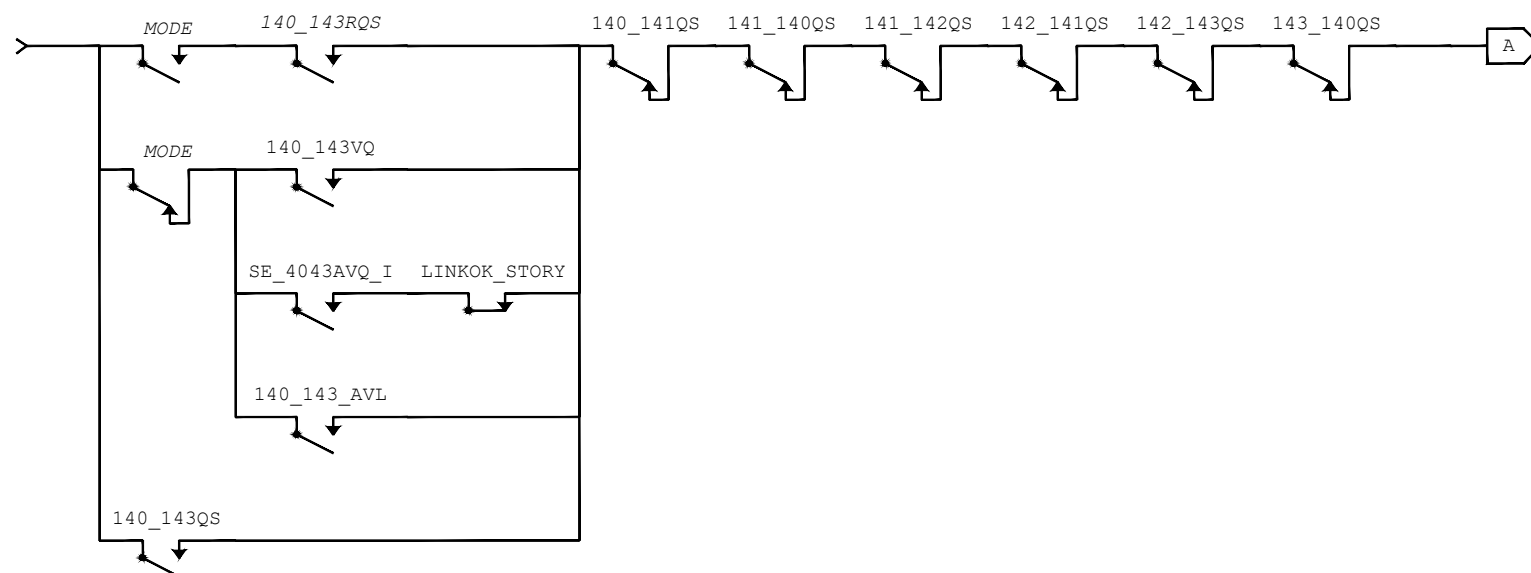 MODE 140_143RQS 140_141QS 141_140QS 141_142QS 142_141QS 142_143QS 143_140QS
A
MODE 140_143VQ
SE_4043AVQ_I LINKOK_STORY
140_143_AVL
140_143QS